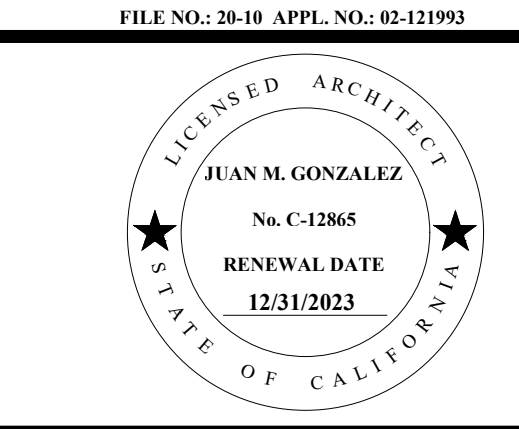 FILE NO.: 20-10 APPL. NO.: 02-121993
LICENSED ARCHITECT
JUAN M. GONZALEZ
No. C-12865
RENEWAL DATE
12/31/2023
STATE OF CALIFORNIA